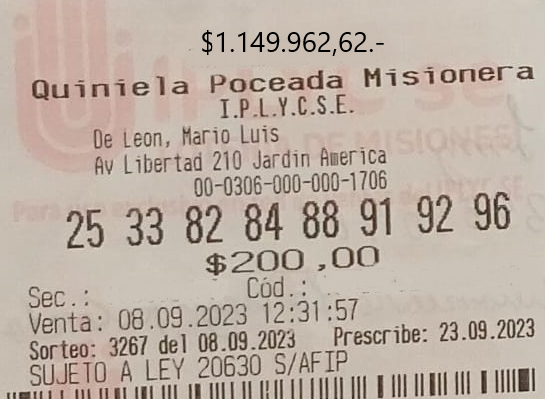 $1.149.962,62.-
Quiniela Poceada Misionera
I.P.L.Y.C.S.E.
De Leon, Mario Luis
Av Libertad 210 Jardin America
00-0306-000-000-1706
25 33 82 84 88 91 92 96
$200,00
Sec.: Cód.:
Venta: 08.09.2023 12:31:57
Sorteo: 3267 del 08.09.2023 Prescribe: 23.09.2023
SUJETO A LEY 20630 S/AFIP